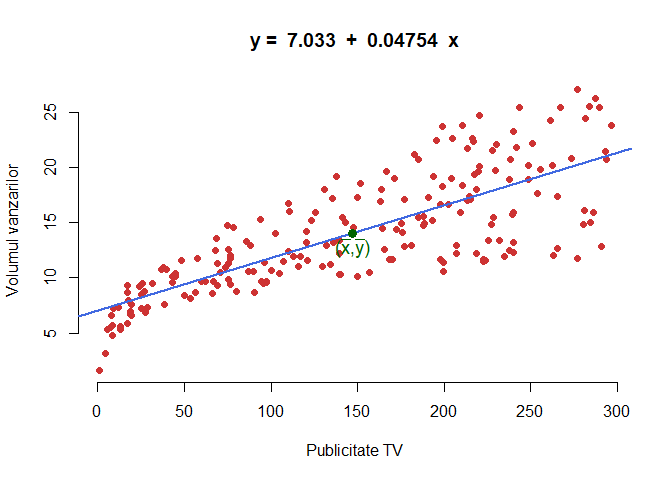 y = 7.033 + 0.04754 x
Volumul vanzarilor
25
20
15
10
5
(x̅,y̅)
0 50 100 150 200 250 300
Publicitate TV